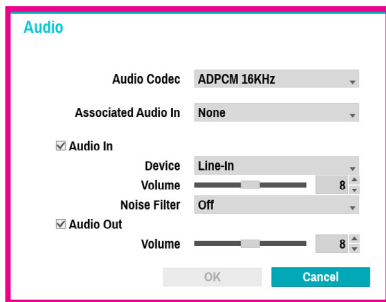 Audio
Audio Codec ADPCM 16KHz
Associated Audio In None
Audio In
Device Line-In
Volume 8
Noise Filter Off
Audio Out
Volume 8
OK Cancel